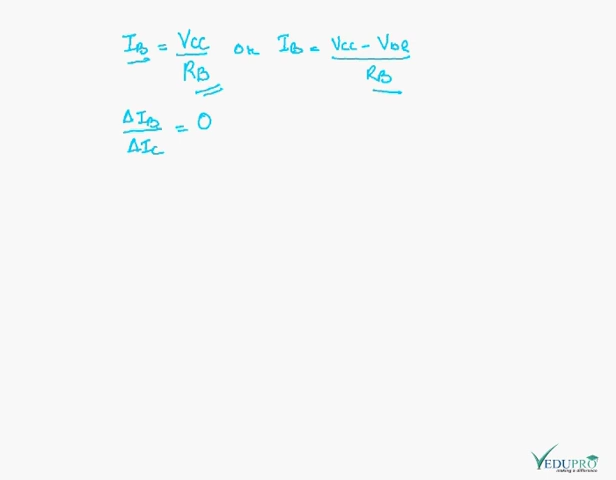 IB = VCC / RB or IB = VCC - VBE / RB
ΔIB / ΔIC = 0
VEDUPRO
making a difference